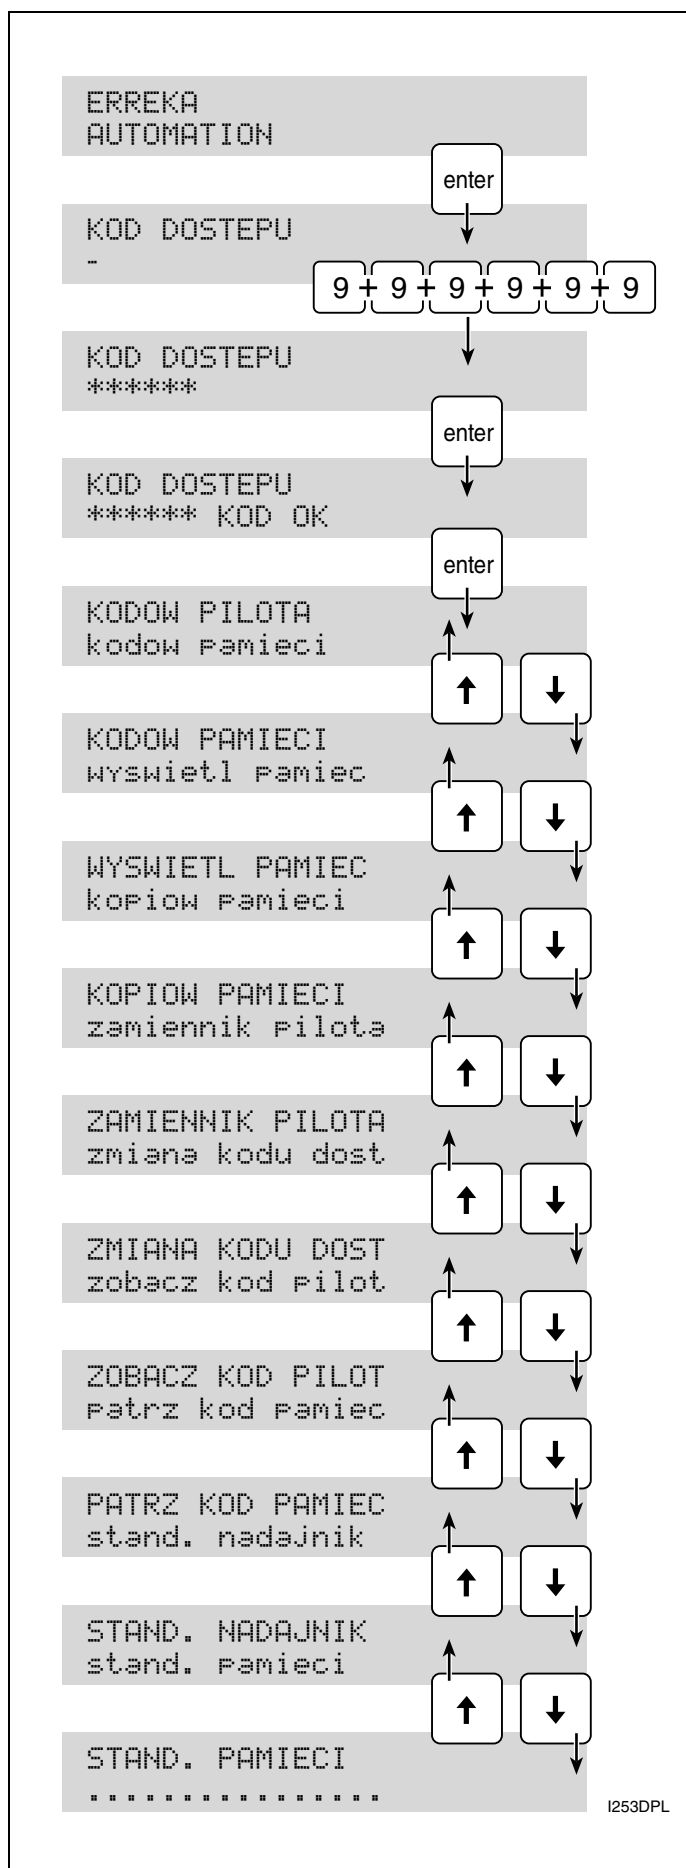 ERREKA
AUTOMATION
enter
KOD DOSTEPU
_
9 + 9 + 9 + 9 + 9 + 9
KOD DOSTEPU
******
enter
KOD DOSTEPU
****** KOD OK
enter
KODOW PILOTA
kodow pamieci
↑ ↓
KODOW PAMIECI
wyswietl pamiec
↑ ↓
WYSWIETL PAMIEC
kopiow pamieci
↑ ↓
KOPIOW PAMIECI
zamiennik pilota
↑ ↓
ZAMIENNIK PILOTA
zmiana kodu dost
↑ ↓
ZMIANA KODU DOST
zobacz kod pilot
↑ ↓
ZOBACZ KOD PILOT
patrz kod pamiec
↑ ↓
PATRZ KOD PAMIEC
stand. nadajnik
↑ ↓
STAND. NADAJNIK
stand. pamieci
↑ ↓
STAND. PAMIECI
................
I253DPL